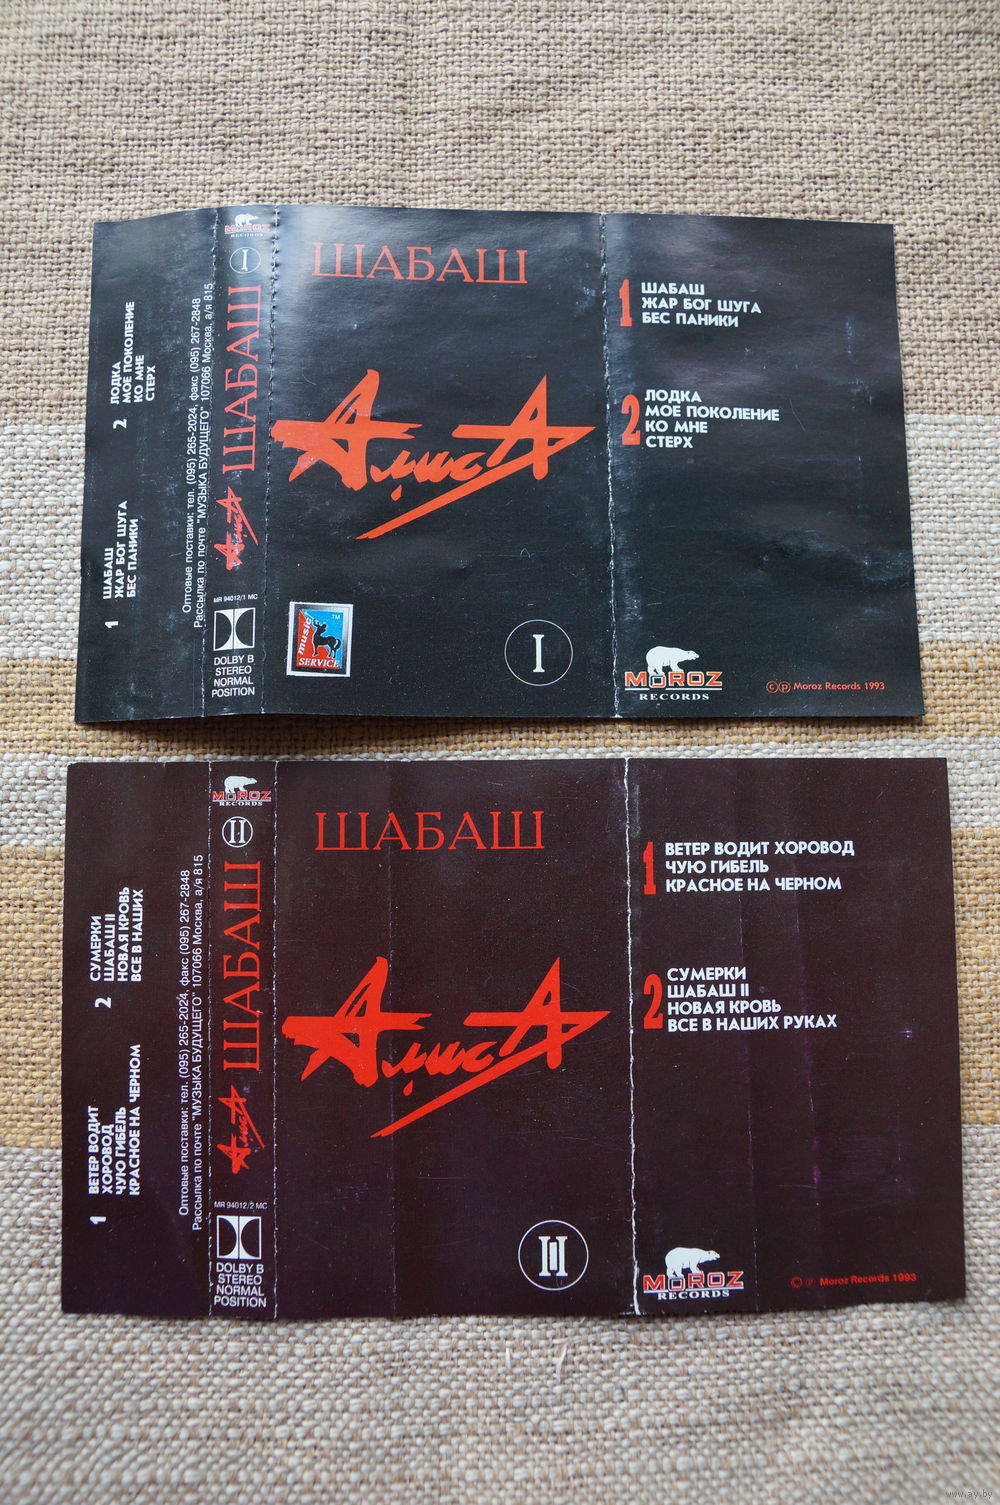 2 ЛОДКА
МОЕ ПОКОЛЕНИЕ
КО МНЕ
СТЕРХ
1 ШАБАШ
ЖАР БОГ ШУГА
БЕС ПАНИКИ
Оптовые поставки: тел. (095) 265-2024, факс (095) 267-2848
Рассылка по почте "МУЗЫКА БУДУЩЕГО" 107066 Москва, а/я 815
MOROZ
RECORDS
I
ШАБАШ
АлисА
MR 94012/1 MC
DOLBY B
STEREO
NORMAL
POSITION
ШАБАШ
АлисА
music
TM
SERVICE
I
1 ШАБАШ
ЖАР БОГ ШУГА
БЕС ПАНИКИ
2 ЛОДКА
МОЕ ПОКОЛЕНИЕ
КО МНЕ
СТЕРХ
MOROZ
RECORDS
©℗ Moroz Records 1993
2 СУМЕРКИ
ШАБАШ II
НОВАЯ КРОВЬ
ВСЕ В НАШИХ
1 ВЕТЕР ВОДИТ
ХОРОВОД
ЧУЮ ГИБЕЛЬ
КРАСНОЕ НА ЧЕРНОМ
Оптовые поставки: тел. (095) 265-2024, факс (095) 267-2848
Рассылка по почте "МУЗЫКА БУДУЩЕГО" 107066 Москва, а/я 815
MOROZ
RECORDS
II
ШАБАШ
АлисА
MR 94012/2 MC
DOLBY B
STEREO
NORMAL
POSITION
ШАБАШ
АлисА
II
1 ВЕТЕР ВОДИТ ХОРОВОД
ЧУЮ ГИБЕЛЬ
КРАСНОЕ НА ЧЕРНОМ
2 СУМЕРКИ
ШАБАШ II
НОВАЯ КРОВЬ
ВСЕ В НАШИХ РУКАХ
MOROZ
RECORDS
©℗ Moroz Records 1993
www.ay.by